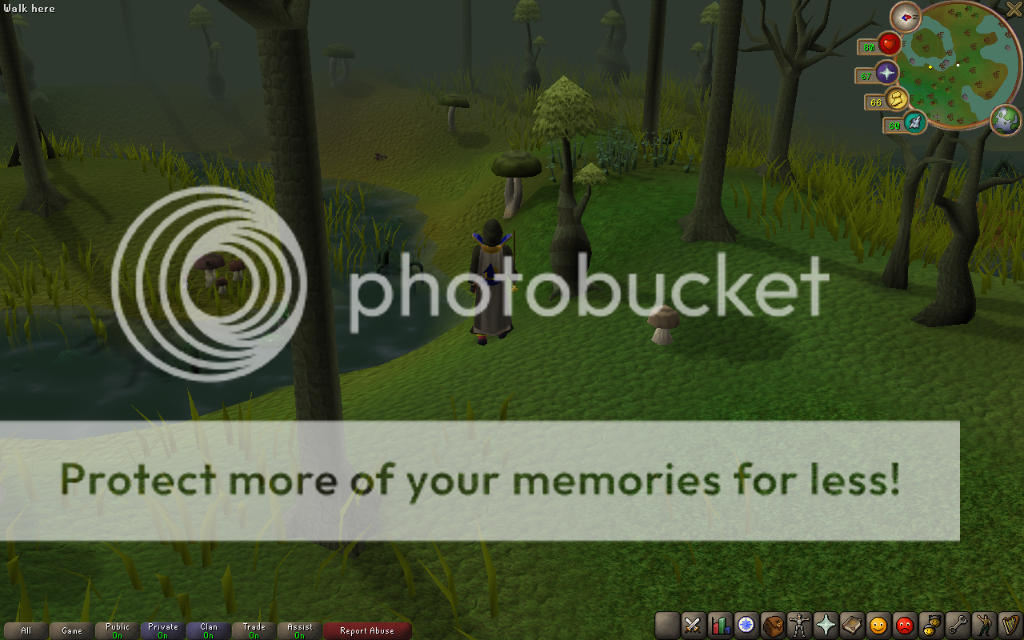 Walk here
photobucket
Protect more of your memories for less!
All
Game
Public
On
Private
On
Clan
On
Trade
On
Assist
On
Report Abuse